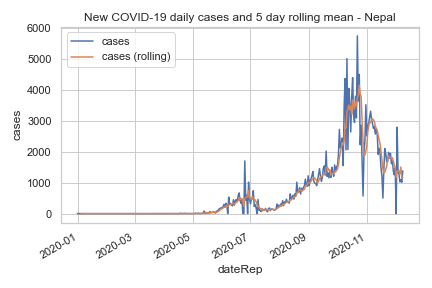 New COVID-19 daily cases and 5 day rolling mean - Nepal
6000
cases
cases (rolling)
5000
4000
cases
3000
2000
1000
0
2020-01
2020-03
2020-05
2020-07
2020-09
2020-11
dateRep